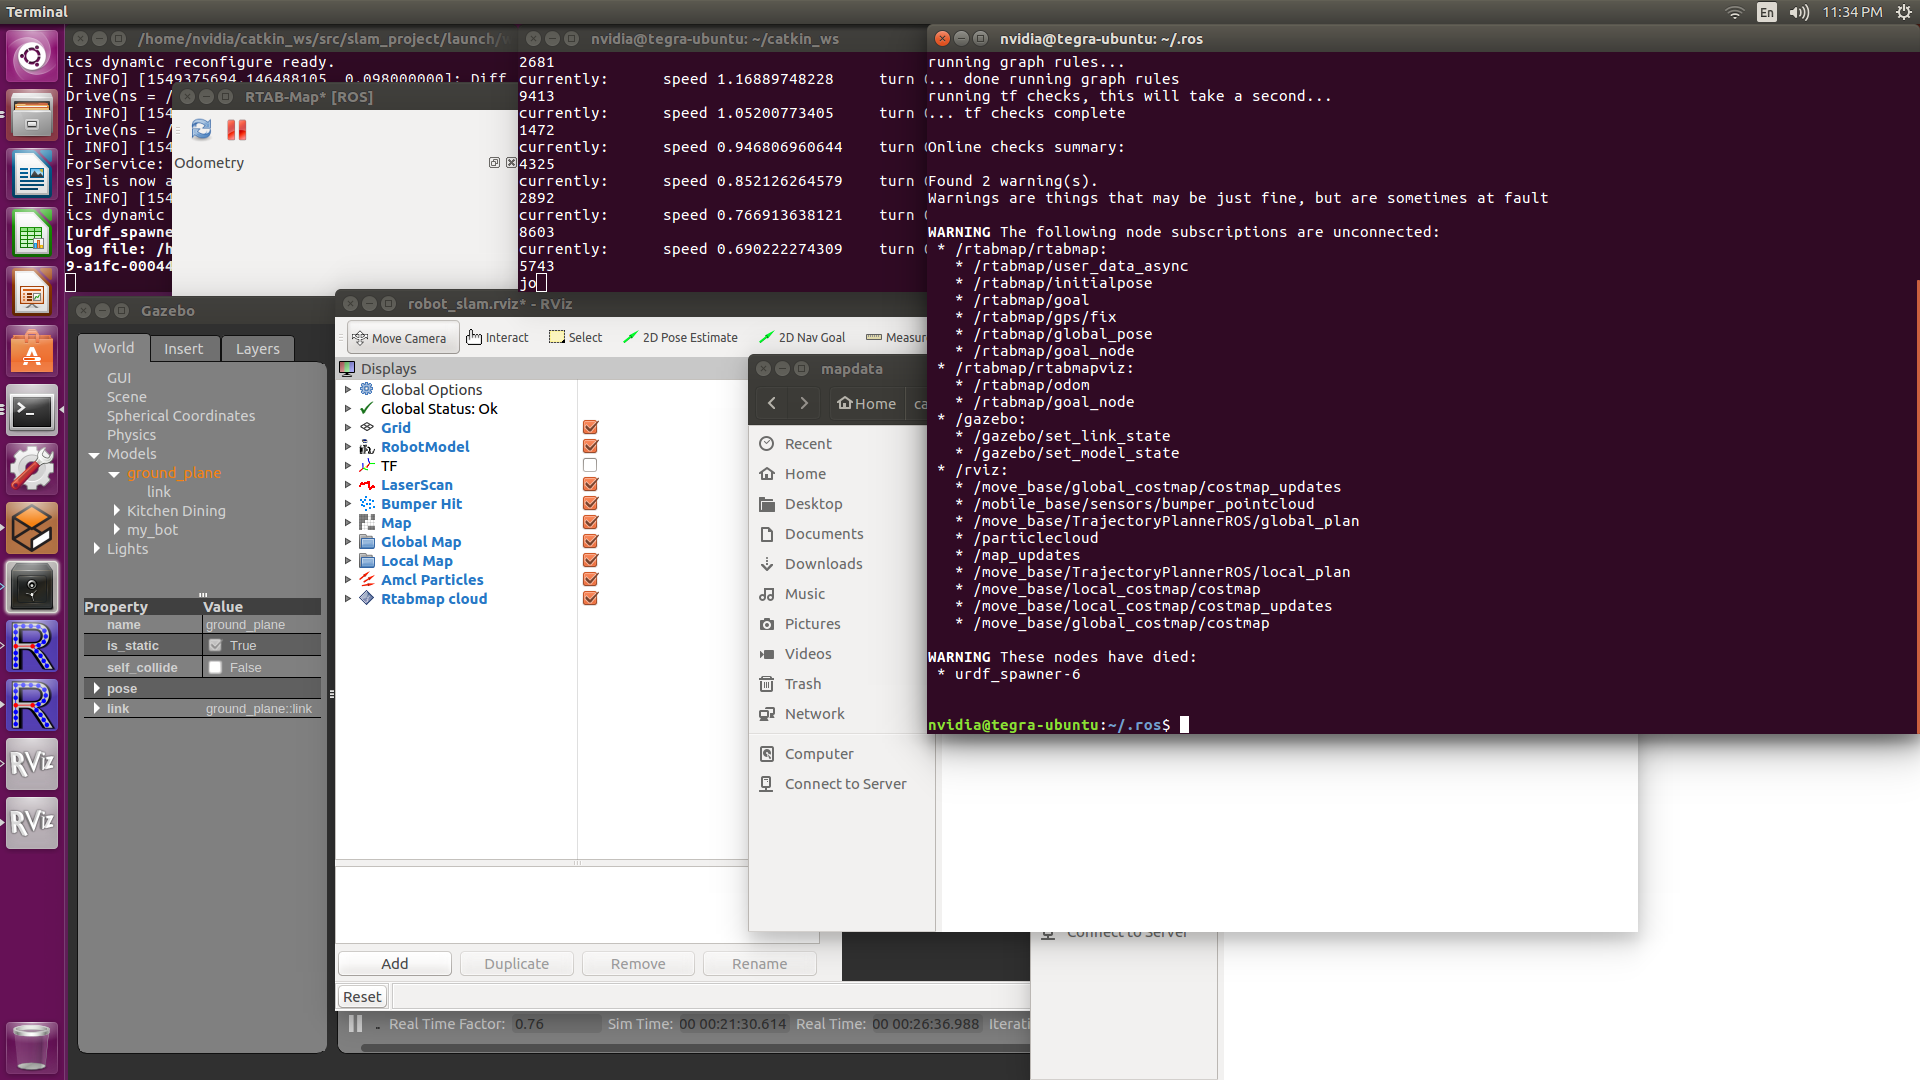 Terminal
En
11:34 PM
/home/nvidia/catkin_ws/src/slam_project/launch/
ics dynamic reconfigure ready.
[ INFO] [1549375694.146488105, 0.098000000]: Diff
Drive(ns = /
[ INFO] [154
Drive(ns = /
[ INFO] [154
ForService:
es] is now a
[ INFO] [154
ics dynamic
[urdf_spawne
log file: /h
9-a1fc-00044
RTAB-Map* [ROS]
Odometry
nvidia@tegra-ubuntu: ~/catkin_ws
2681
currently: speed 1.16889748228 turn
9413
currently: speed 1.05200773405 turn
1472
currently: speed 0.946806960644 turn
4325
currently: speed 0.852126264579 turn
2892
currently: speed 0.766913638121 turn
8603
currently: speed 0.690222274309 turn
5743
jo
nvidia@tegra-ubuntu: ~/.ros
running graph rules...
... done running graph rules
running tf checks, this will take a second...
... tf checks complete
Online checks summary:
Found 2 warning(s).
Warnings are things that may be just fine, but are sometimes at fault
WARNING The following node subscriptions are unconnected:
* /rtabmap/rtabmap:
* /rtabmap/user_data_async
* /rtabmap/initialpose
* /rtabmap/goal
* /rtabmap/gps/fix
* /rtabmap/global_pose
* /rtabmap/goal_node
* /rtabmap/rtabmapviz:
* /rtabmap/odom
* /rtabmap/goal_node
* /gazebo:
* /gazebo/set_link_state
* /gazebo/set_model_state
* /rviz:
* /move_base/global_costmap/costmap_updates
* /mobile_base/sensors/bumper_pointcloud
* /move_base/TrajectoryPlannerROS/global_plan
* /particlecloud
* /map_updates
* /move_base/TrajectoryPlannerROS/local_plan
* /move_base/local_costmap/costmap
* /move_base/local_costmap/costmap_updates
* /move_base/global_costmap/costmap
WARNING These nodes have died:
* urdf_spawner-6
nvidia@tegra-ubuntu:~/.ros$
Gazebo
World Insert Layers
GUI
Scene
Spherical Coordinates
Physics
Models
ground_plane
link
Kitchen Dining
my_bot
Lights
Property Value
name ground_plane
is_static True
self_collide False
pose
link ground_plane::link
robot_slam.rviz* - RViz
Move Camera Interact Select 2D Pose Estimate 2D Nav Goal Measur
Displays
Global Options
Global Status: Ok
Grid
RobotModel
TF
LaserScan
Bumper Hit
Map
Global Map
Local Map
Amcl Particles
Rtabmap cloud
Add Duplicate Remove Rename
Reset
mapdata
Home ca
Recent
Home
Desktop
Documents
Downloads
Music
Pictures
Videos
Trash
Network
Computer
Connect to Server
Connect to Server
Real Time Factor: 0.76 Sim Time: 00 00:21:30.614 Real Time: 00 00:26:36.988 Iterati
R
R
RViz
RViz